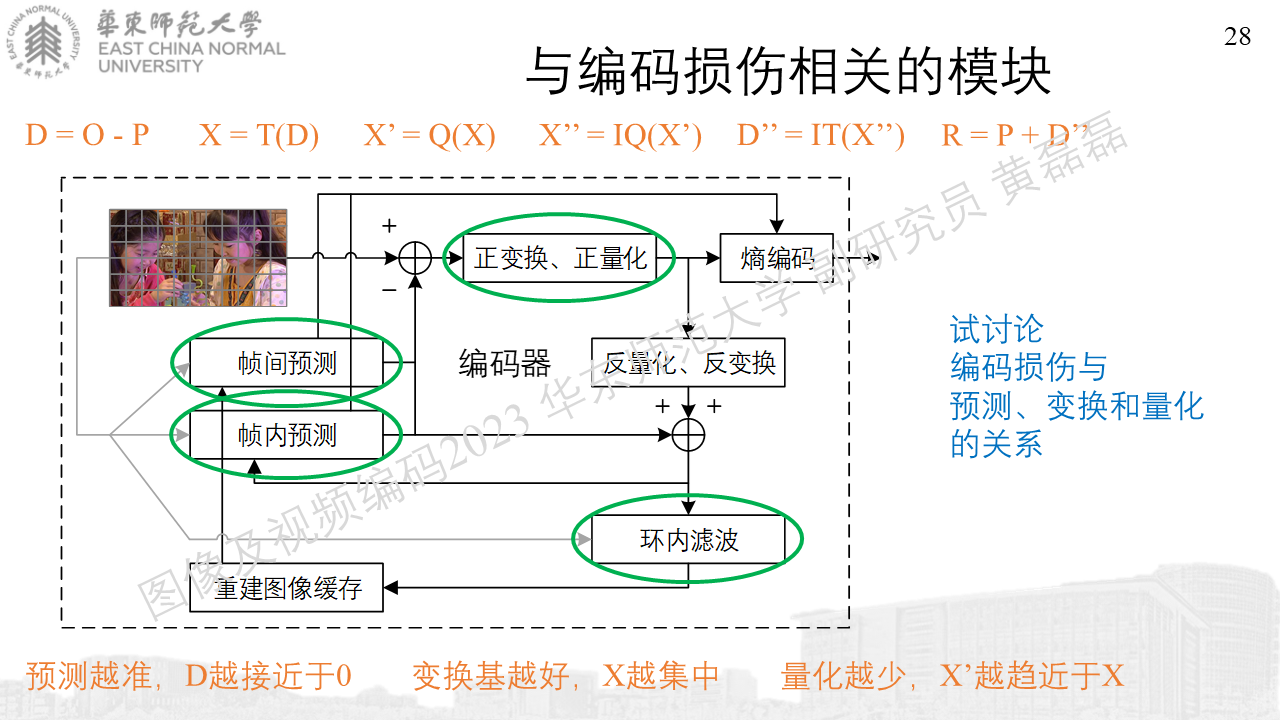 華東師範大學
EAST CHINA NORMAL
UNIVERSITY
28
与编码损伤相关的模块
D = O - P X = T(D) X’ = Q(X) X’’ = IQ(X’) D’’ = IT(X’’) R = P + D’’
+
−
正变换、正量化
熵编码
帧间预测
编码器
反量化、反变换
+ +
帧内预测
环内滤波
重建图像缓存
试讨论
编码损伤与
预测、变换和量化
的关系
图像及视频编码2023 华东师范大学 副研究员 黄磊磊
预测越准，D越接近于0 变换基越好，X越集中 量化越少，X’越趋近于X